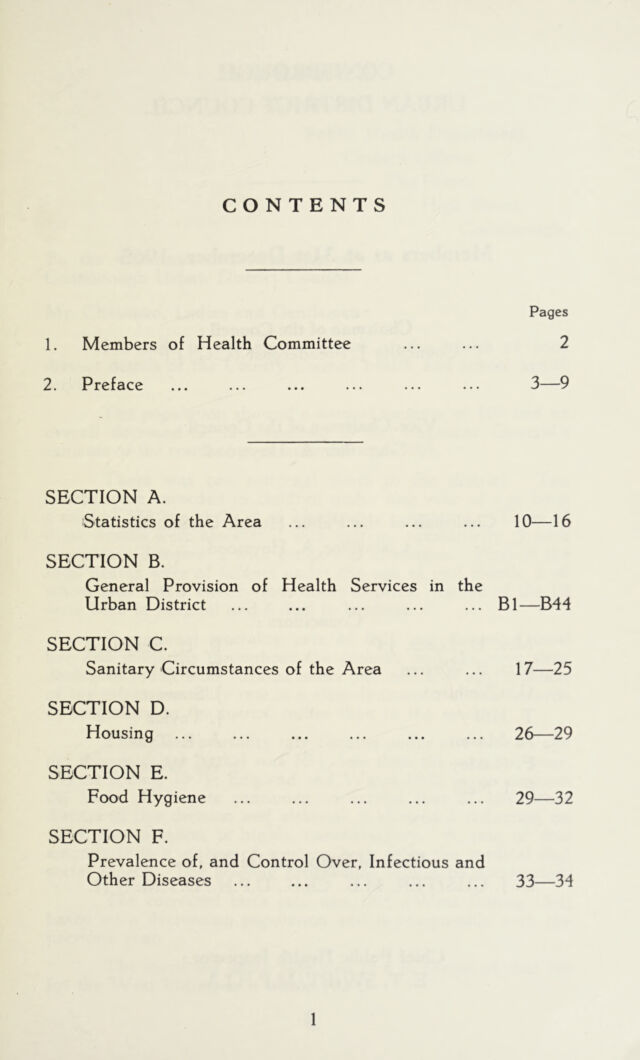 CONTENTS
Pages
1. Members of Health Committee ... ... 2
2. Preface ... ... ... ... ... ... 3—9
SECTION A.
Statistics of the Area ... ... ... ... 10—16
SECTION B.
General Provision of Health Services in the
Urban District ... ... ... ... ... B1—B44
SECTION C.
Sanitary Circumstances of the Area ... ... 17—25
SECTION D.
Housing ... ... ... ... ... ... 26—29
SECTION E.
Food Hygiene ... ... ... ... ... 29—32
SECTION F.
Prevalence of, and Control Over, Infectious and
Other Diseases ... ... ... ... ... 33—34
1